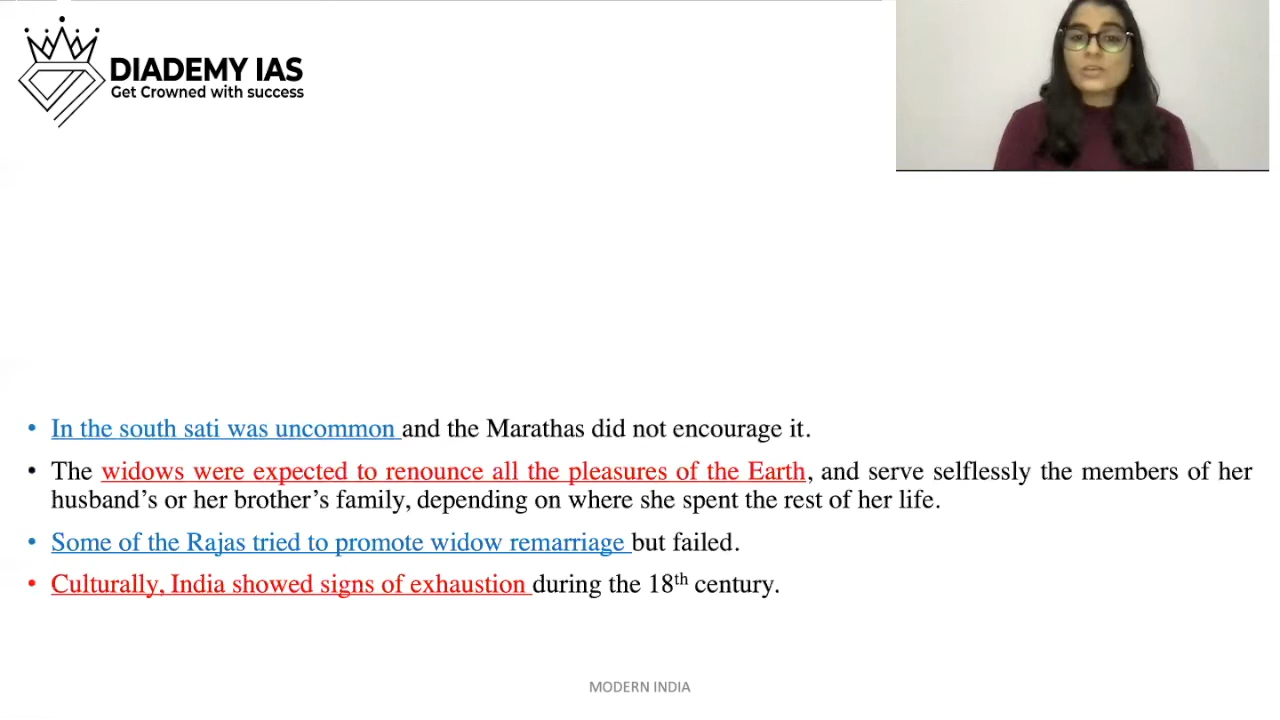 DIADEMY IAS
Get Crowned with success
• In the south sati was uncommon and the Marathas did not encourage it.
• The widows were expected to renounce all the pleasures of the Earth, and serve selflessly the members of her
husband’s or her brother’s family, depending on where she spent the rest of her life.
• Some of the Rajas tried to promote widow remarriage but failed.
• Culturally, India showed signs of exhaustion during the 18th century.
MODERN INDIA